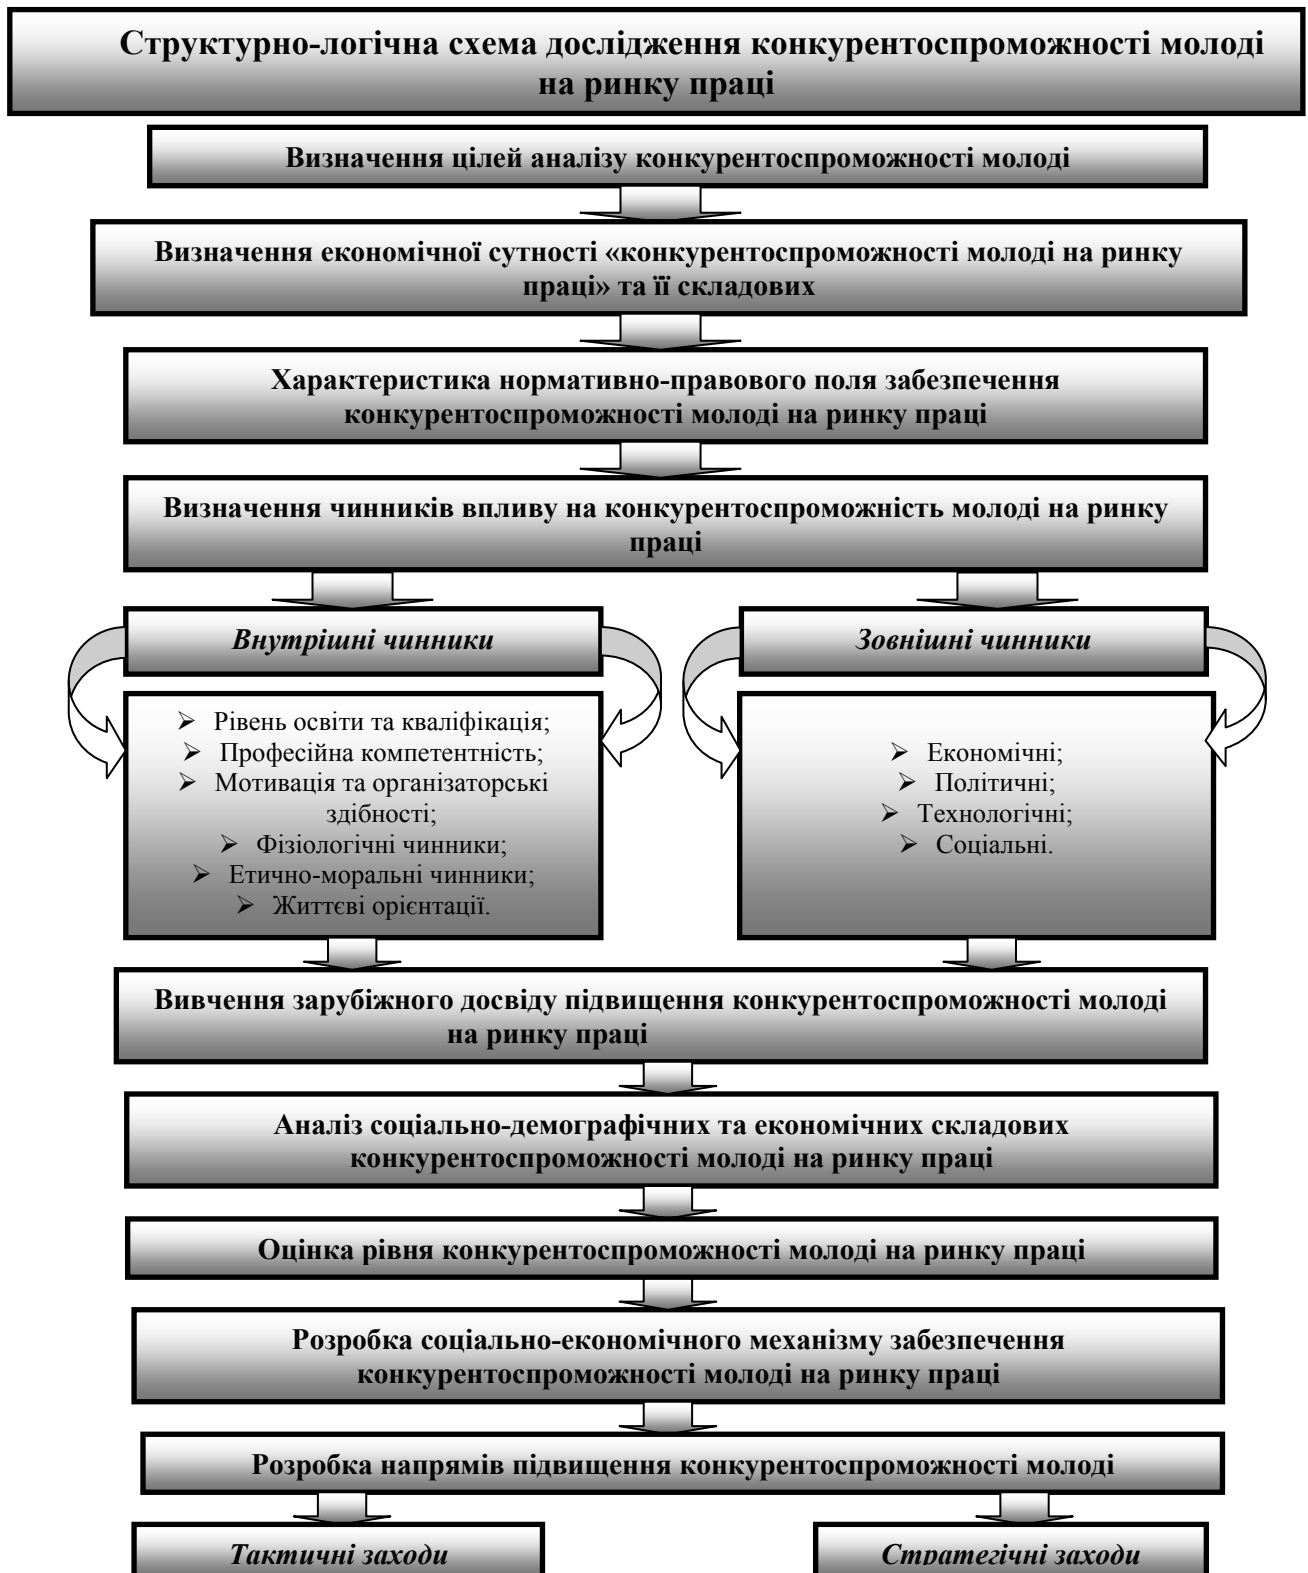 Структурно-логічна схема дослідження конкурентоспроможності молоді
на ринку праці
Визначення цілей аналізу конкурентоспроможності молоді
Визначення економічної сутності «конкурентоспроможності молоді на ринку
праці» та її складових
Характеристика нормативно-правового поля забезпечення
конкурентоспроможності молоді на ринку праці
Визначення чинників впливу на конкурентоспроможність молоді на ринку
праці
Внутрішні чинники
➢ Рівень освіти та кваліфікація;
➢ Професійна компетентність;
➢ Мотивація та організаторські
здібності;
➢ Фізіологічні чинники;
➢ Етично-моральні чинники;
➢ Життєві орієнтації.
Зовнішні чинники
➢ Економічні;
➢ Політичні;
➢ Технологічні;
➢ Соціальні.
Вивчення зарубіжного досвіду підвищення конкурентоспроможності молоді
на ринку праці
Аналіз соціально-демографічних та економічних складових
конкурентоспроможності молоді на ринку праці
Оцінка рівня конкурентоспроможності молоді на ринку праці
Розробка соціально-економічного механізму забезпечення
конкурентоспроможності молоді на ринку праці
Розробка напрямів підвищення конкурентоспроможності молоді
Тактичні заходи
Стратегічні заходи